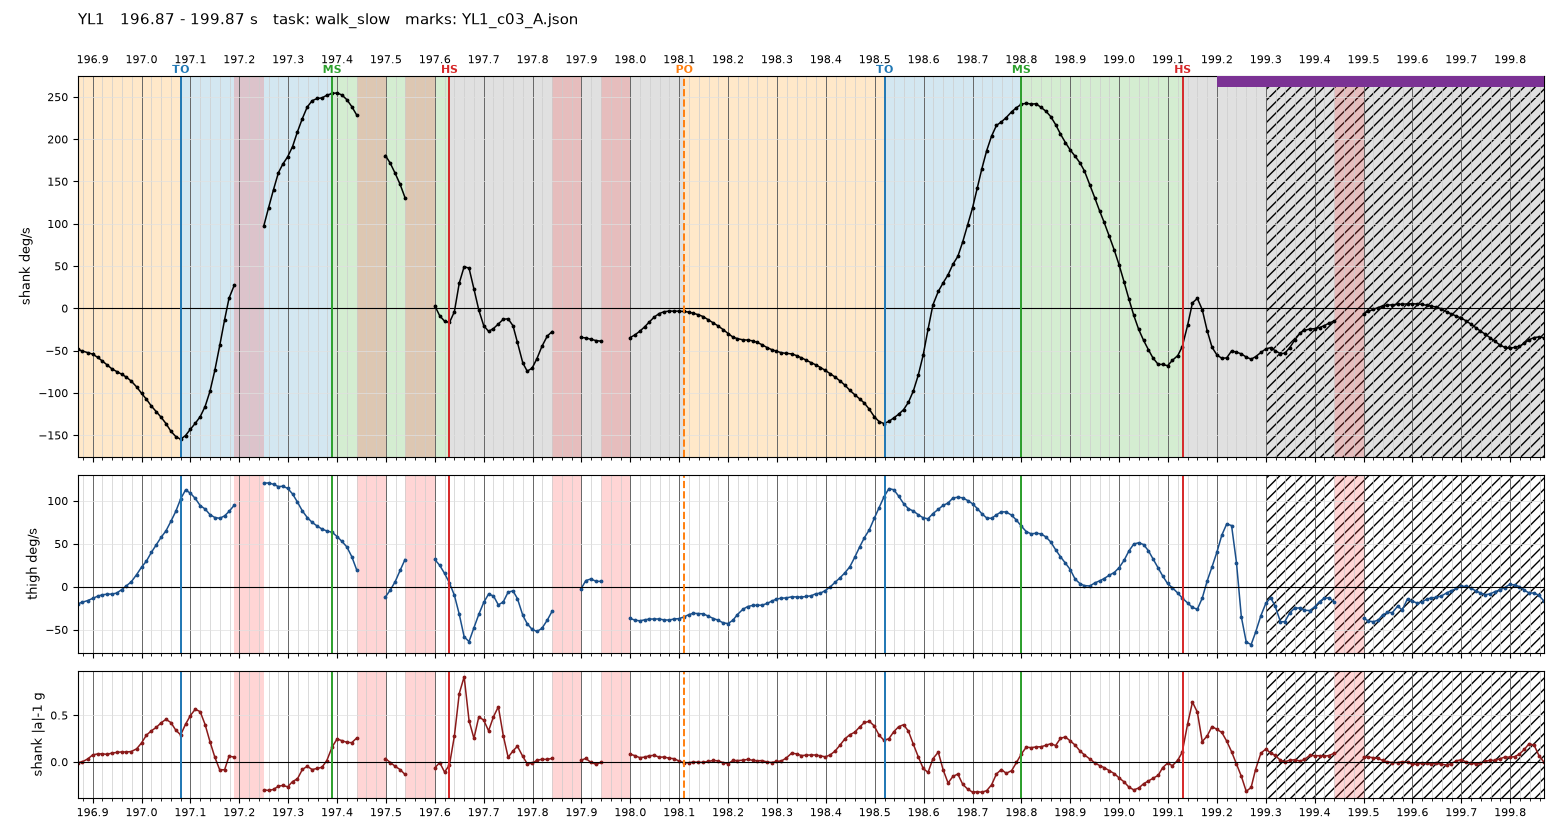 YL1   196.87 - 199.87 s   task: walk_slow   marks: YL1_c03_A.json
196.9 197.0 197.1 197.2 197.3 197.4 197.5 197.6 197.7 197.8 197.9 198.0 198.1 198.2 198.3 198.4 198.5 198.6 198.7 198.8 198.9 199.0 199.1 199.2 199.3 199.4 199.5 199.6 199.7 199.8
TO MS HS PO TO MS HS
250
200
150
100
50
0
−50
−100
−150
shank deg/s
100
50
0
−50
thigh deg/s
0.5
0.0
shank |a|-1 g
196.9 197.0 197.1 197.2 197.3 197.4 197.5 197.6 197.7 197.8 197.9 198.0 198.1 198.2 198.3 198.4 198.5 198.6 198.7 198.8 198.9 199.0 199.1 199.2 199.3 199.4 199.5 199.6 199.7 199.8